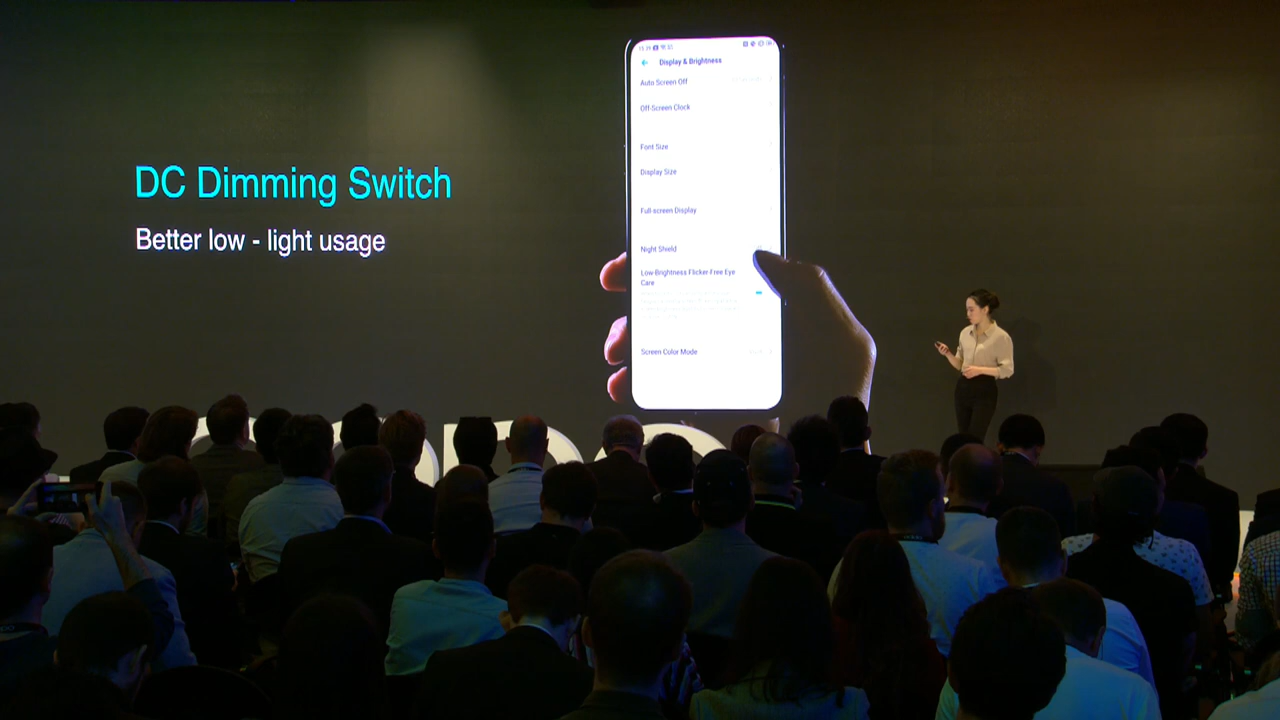 DC Dimming Switch
Better low - light usage
Display & Brightness
Auto Screen Off
Off-Screen Clock
Font Size
Display Size
Full-screen Display
Night Shield
Low-Brightness Flicker-Free Eye
Care
Screen Color Mode